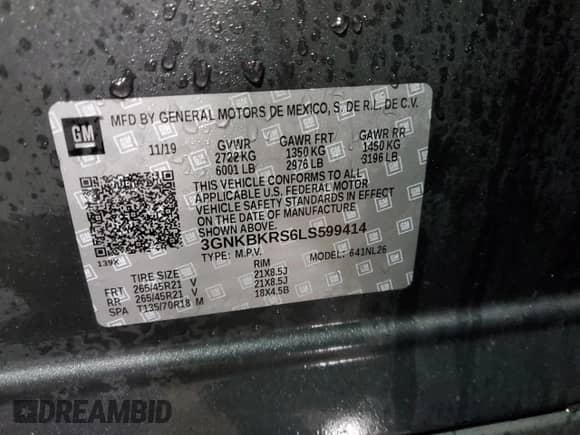 MFD BY GENERAL MOTORS DE MEXICO, S. DE R.L. DE C.V.
GM
11/19 GVWR GAWR FRT GAWR RR
2722 KG 1350 KG 1450 KG
6001 LB 2976 LB 3196 LB
THIS VEHICLE CONFORMS TO ALL
APPLICABLE U.S. FEDERAL MOTOR
VEHICLE SAFETY STANDARDS IN EFFECT
ON THE DATE OF MANUFACTURE
SHOWN ABOVE.
3GNKBKRS6LS599414
TYPE: M.P.V. MODEL: 641NL26
139X
TIRE SIZE RIM
FRT 265/45R21 V 21X8.5J
RR 265/45R21 V 21X8.5J
SPA T135/70R18 M 18X4.5B
DREAMBID